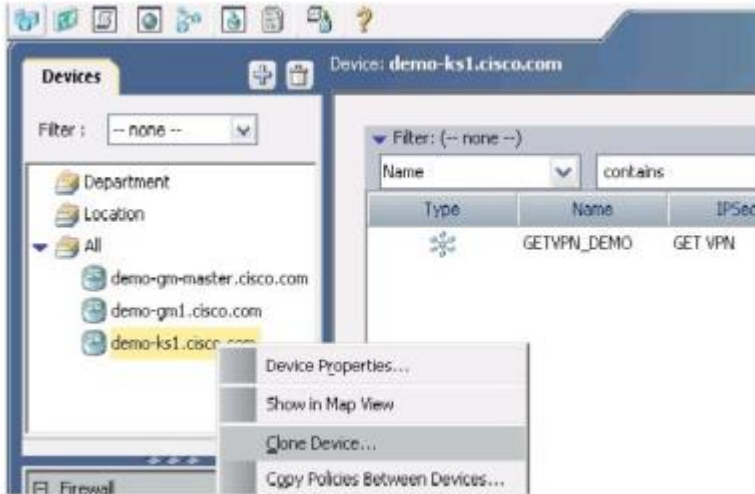 Devices
Device: demo-ks1.cisco.com
Filter :
-- none --
Filter: (-- none --)
Name
contains
Department
Location
All
demo-gm-master.cisco.com
demo-gm1.cisco.com
demo-ks1.cisco.com
Type
Name
IPSec
GETVPN_DEMO
GET VPN
Device Properties...
Show in Map View
Clone Device...
Copy Policies Between Devices...
Firewall